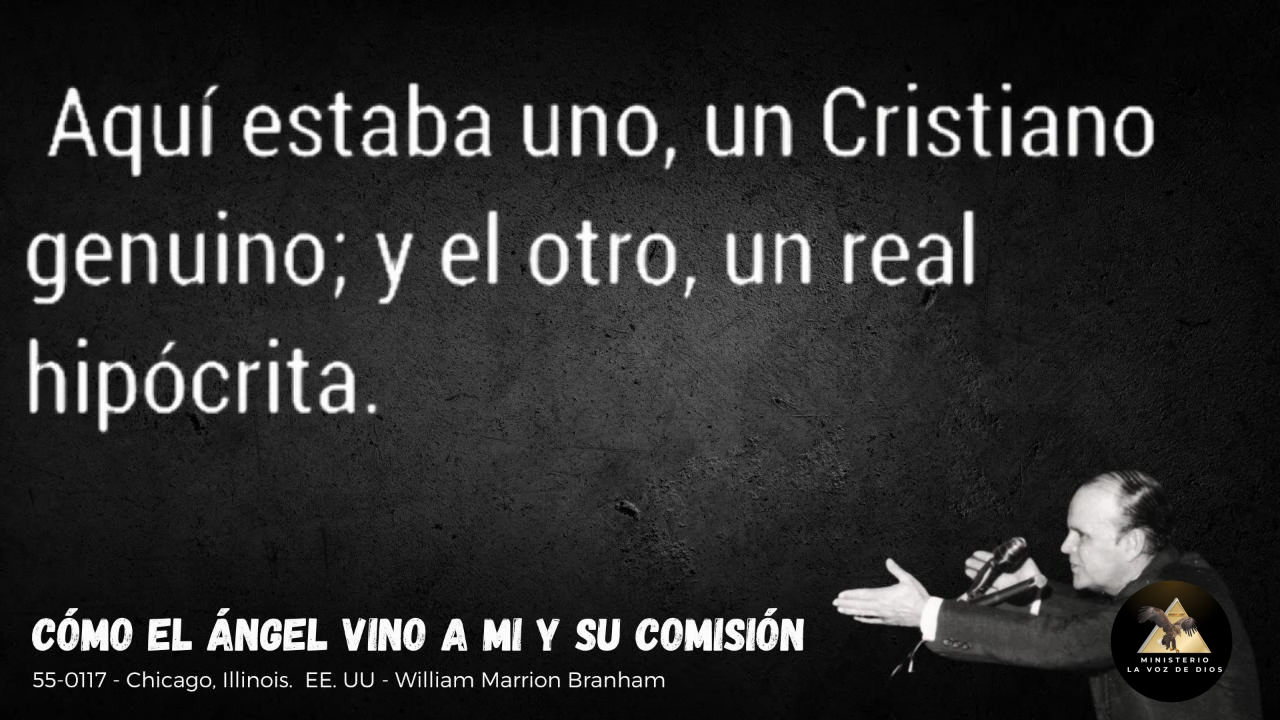 Aquí estaba uno, un Cristiano
genuino; y el otro, un real
hipócrita.
CÓMO EL ÁNGEL VINO A MI Y SU COMISIÓN
55-0117 - Chicago, Illinois. EE. UU - William Marrion Branham
MINISTERIO
LA VOZ DE DIOS